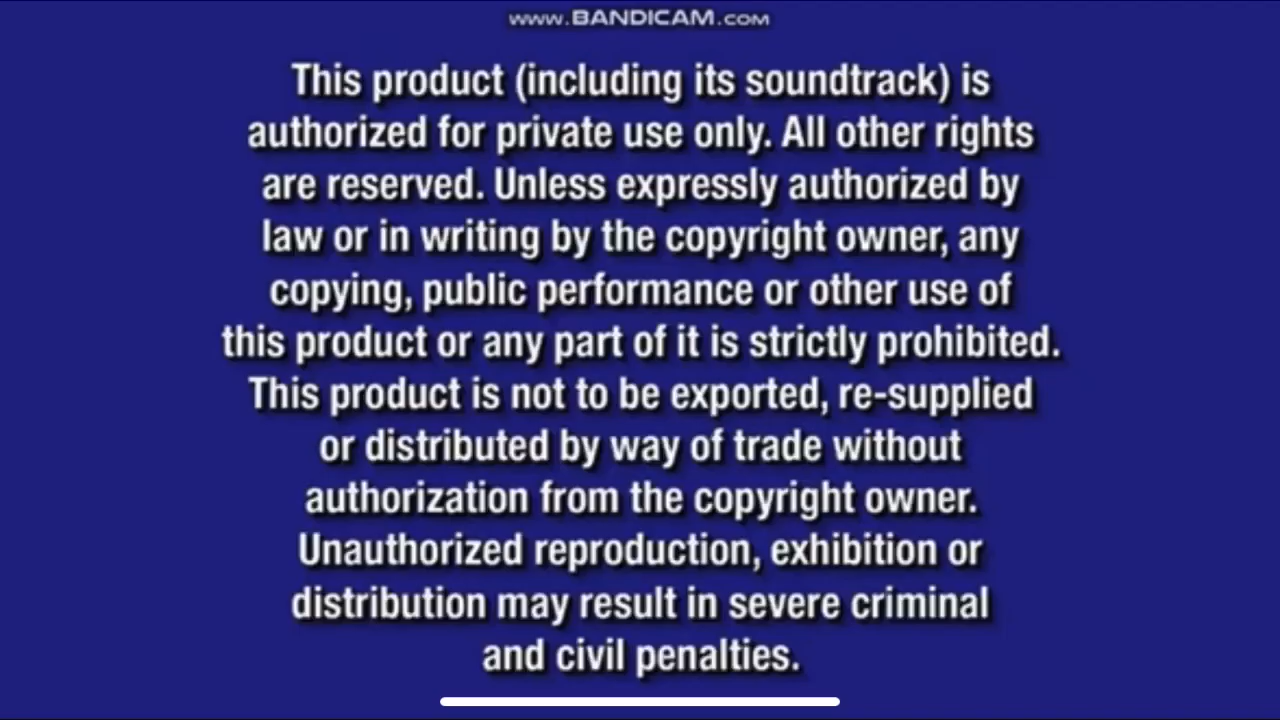 www.BANDICAM.com
This product (including its soundtrack) is
authorized for private use only. All other rights
are reserved. Unless expressly authorized by
law or in writing by the copyright owner, any
copying, public performance or other use of
this product or any part of it is strictly prohibited.
This product is not to be exported, re-supplied
or distributed by way of trade without
authorization from the copyright owner.
Unauthorized reproduction, exhibition or
distribution may result in severe criminal
and civil penalties.